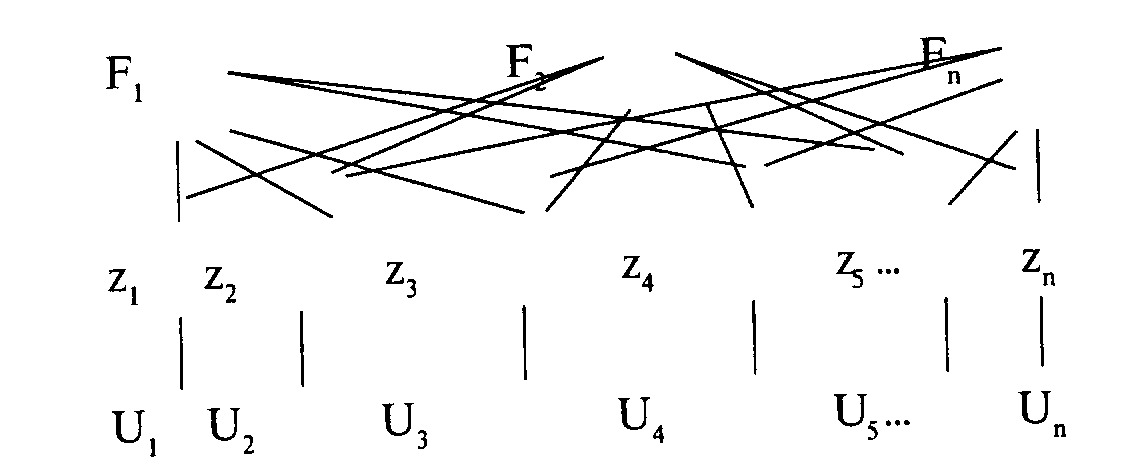 F₁ F₂ Fₙ
z₁ z₂ z₃ z₄ z₅... zₙ
U₁ U₂ U₃ U₄ U₅... Uₙ